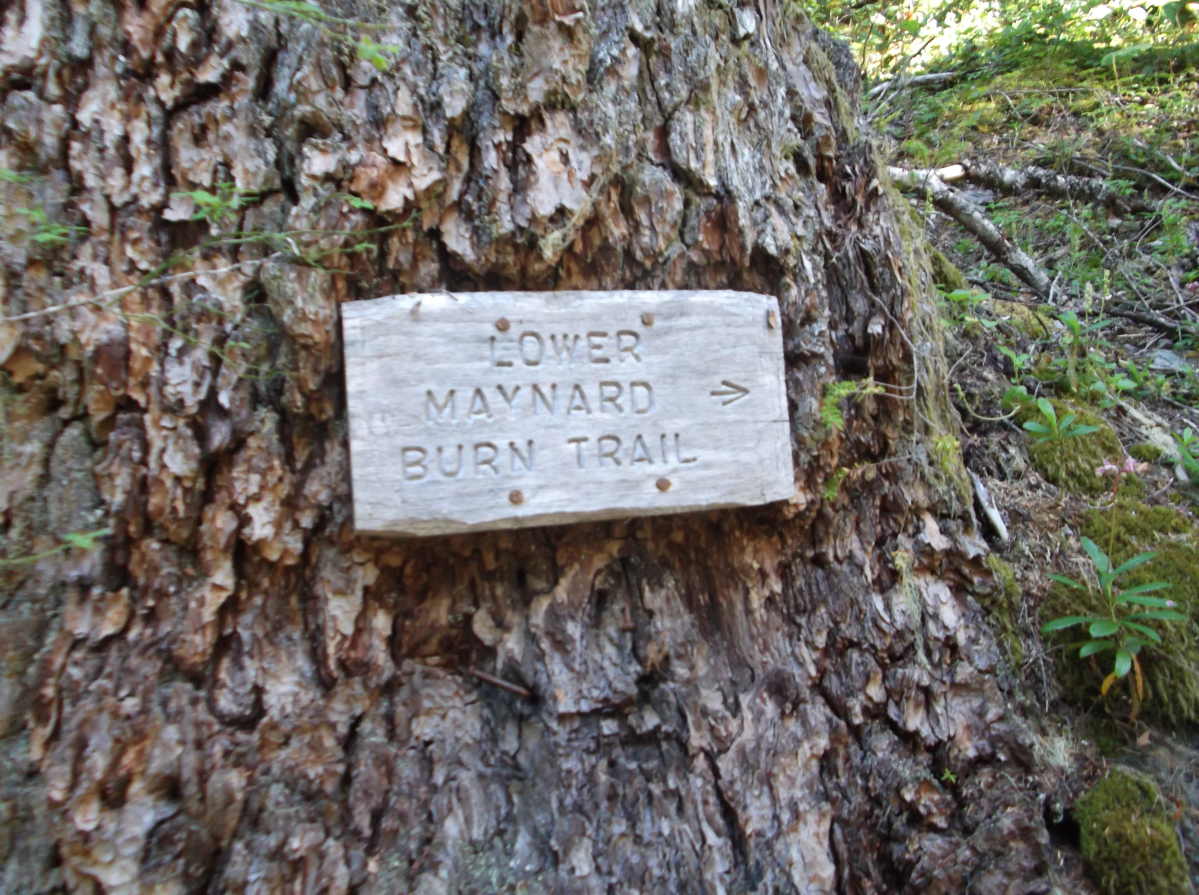 LOWER
MAYNARD →
BURN TRAIL